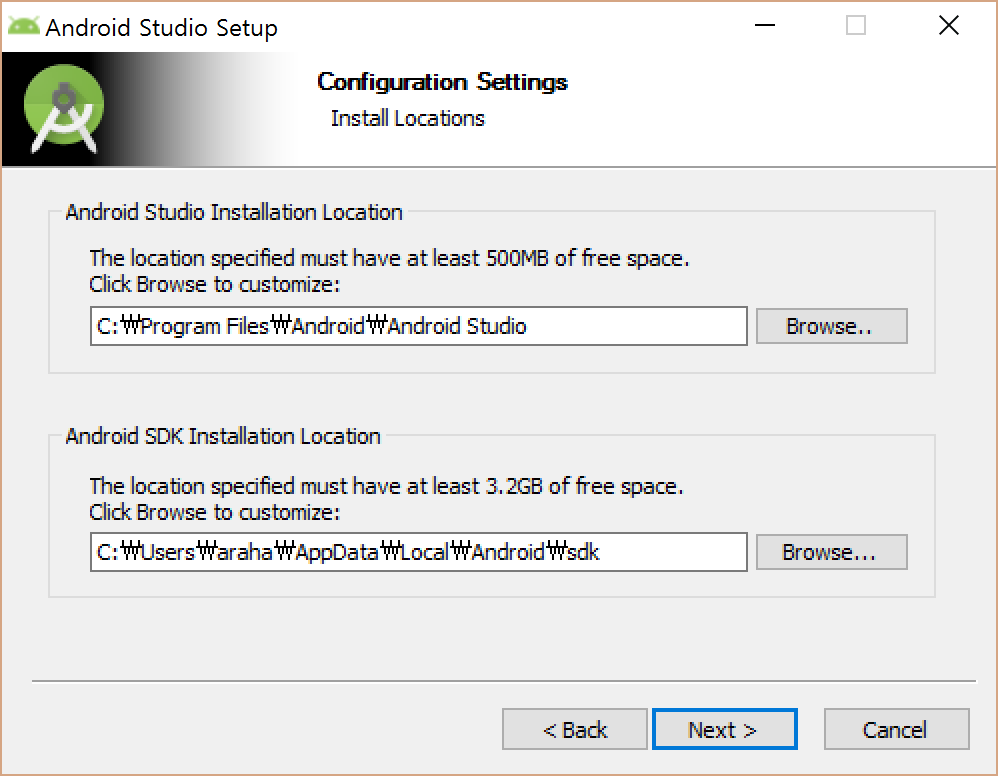 Android Studio Setup
Configuration Settings
Install Locations
Android Studio Installation Location
The location specified must have at least 500MB of free space.
Click Browse to customize:
C:₩Program Files₩Android₩Android Studio
Browse..
Android SDK Installation Location
The location specified must have at least 3.2GB of free space.
Click Browse to customize:
C:₩Users₩araha₩AppData₩Local₩Android₩sdk
Browse...
< Back
Next >
Cancel